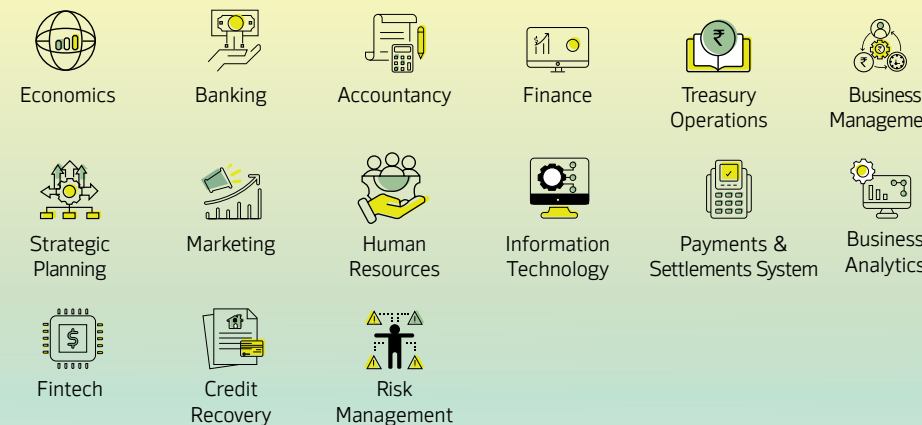 Economics
Banking
Accountancy
Finance
Treasury
Operations
Business
Manageme
Strategic
Planning
Marketing
Human
Resources
Information
Technology
Payments &
Settlements System
Business
Analytics
Fintech
Credit
Recovery
Risk
Management